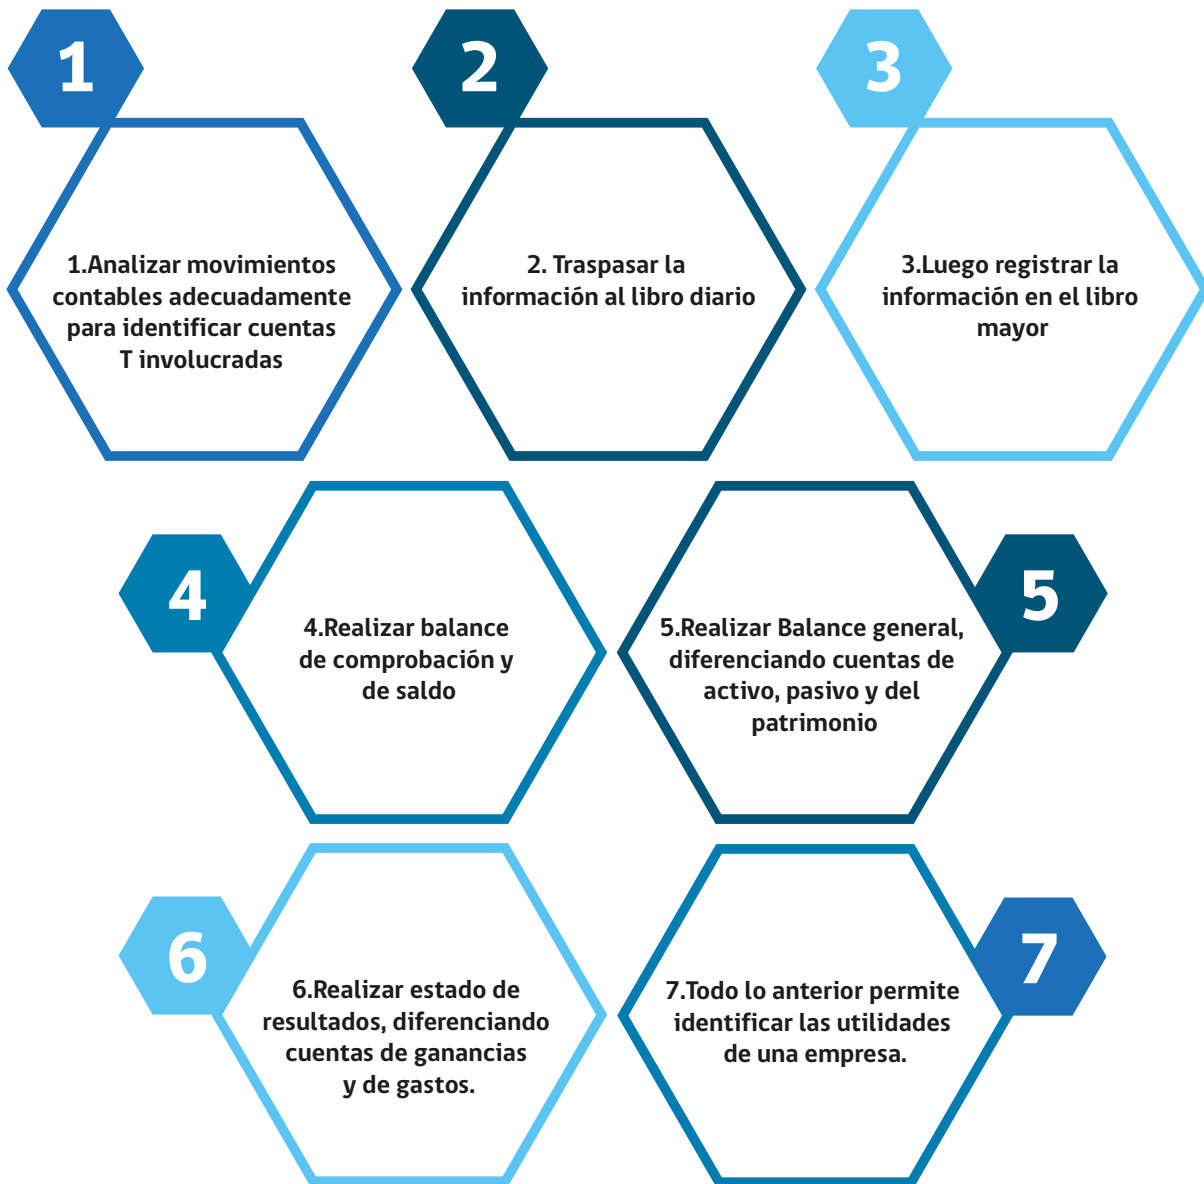 1
1.Analizar movimientos
contables adecuadamente
para identificar cuentas
T involucradas
2
2. Traspasar la
información al libro diario
3
3.Luego registrar la
información en el libro
mayor
4
4.Realizar balance
de comprobación y
de saldo
5
5.Realizar Balance general,
diferenciando cuentas de
activo, pasivo y del
patrimonio
6
6.Realizar estado de
resultados, diferenciando
cuentas de ganancias
y de gastos.
7
7.Todo lo anterior permite
identificar las utilidades
de una empresa.